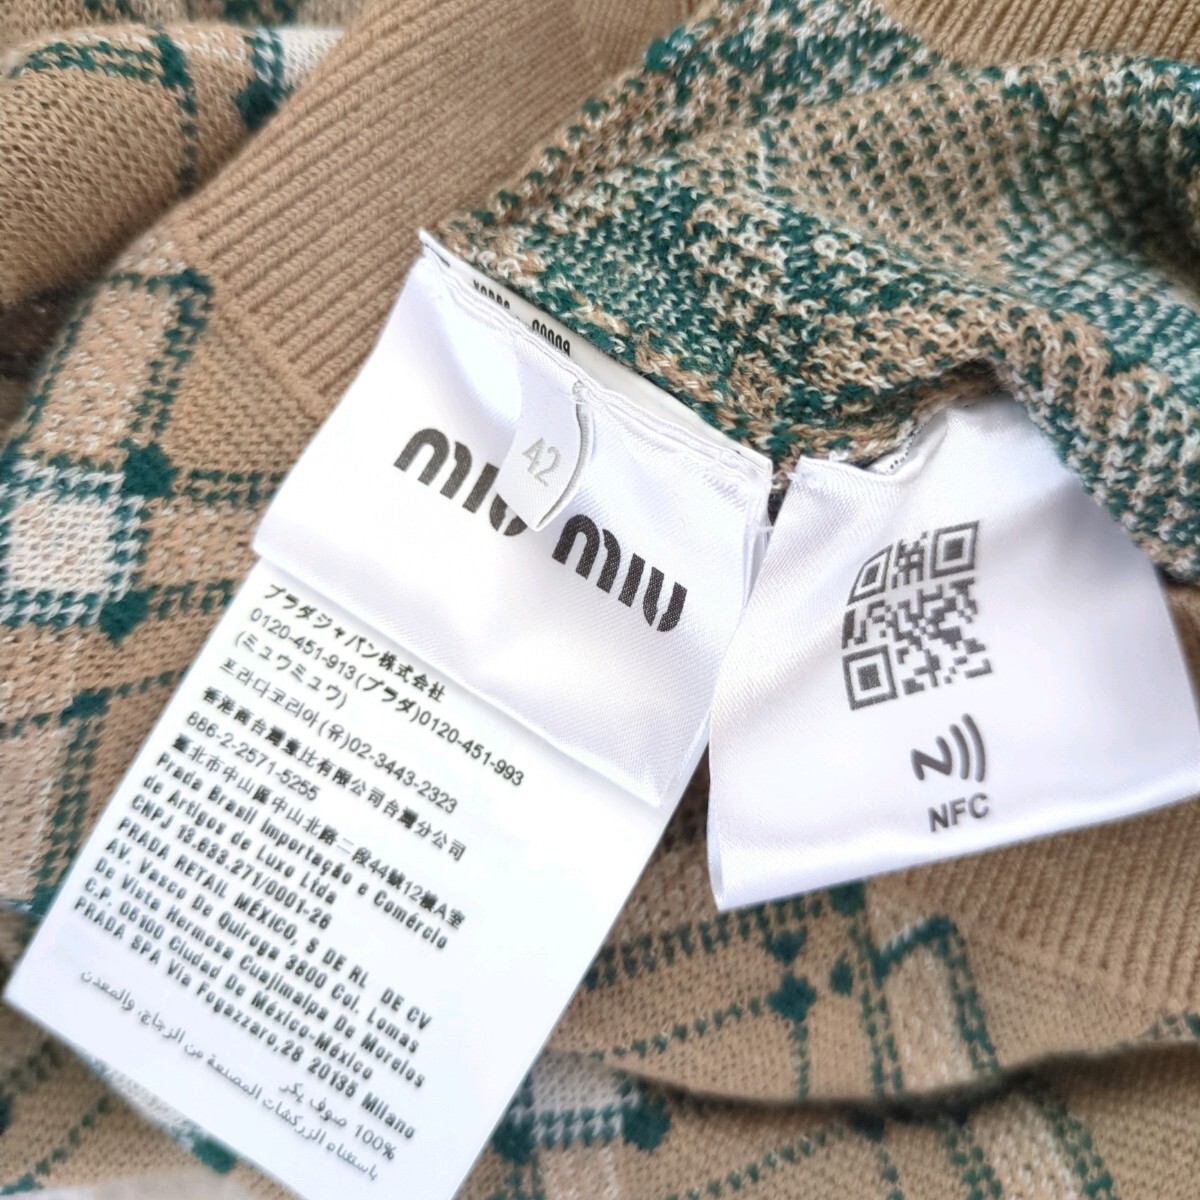 MIU MIU
42
NFC
プラダジャパン株式会社
0120-451-913(プラダ)0120-451-993
(ミュウミュウ)
프라다코리아(유)02-3443-2323
香港商台灣裴比有限公司台灣分公司
886-2-2571-5255
臺北市中山區中山北路二段44號12樓A室
Prada Brasil Importação e Comércio
de Artigos de Luxo Ltda
CNPJ 13.633.271/0001-26
PRADA RETAIL MÉXICO, S DE RL DE CV
AV. Vasco De Quiroga 3800 Col. Lomas
De Vista Hermosa Cuajimalpa De Morelos
C.P. 05100 Ciudad De México-México
PRADA SPA Via Fogazzaro,28 20135 Milano
100% صوف بكر
باستثناء الزركشات المصنعة من الزجاج، والمعدن